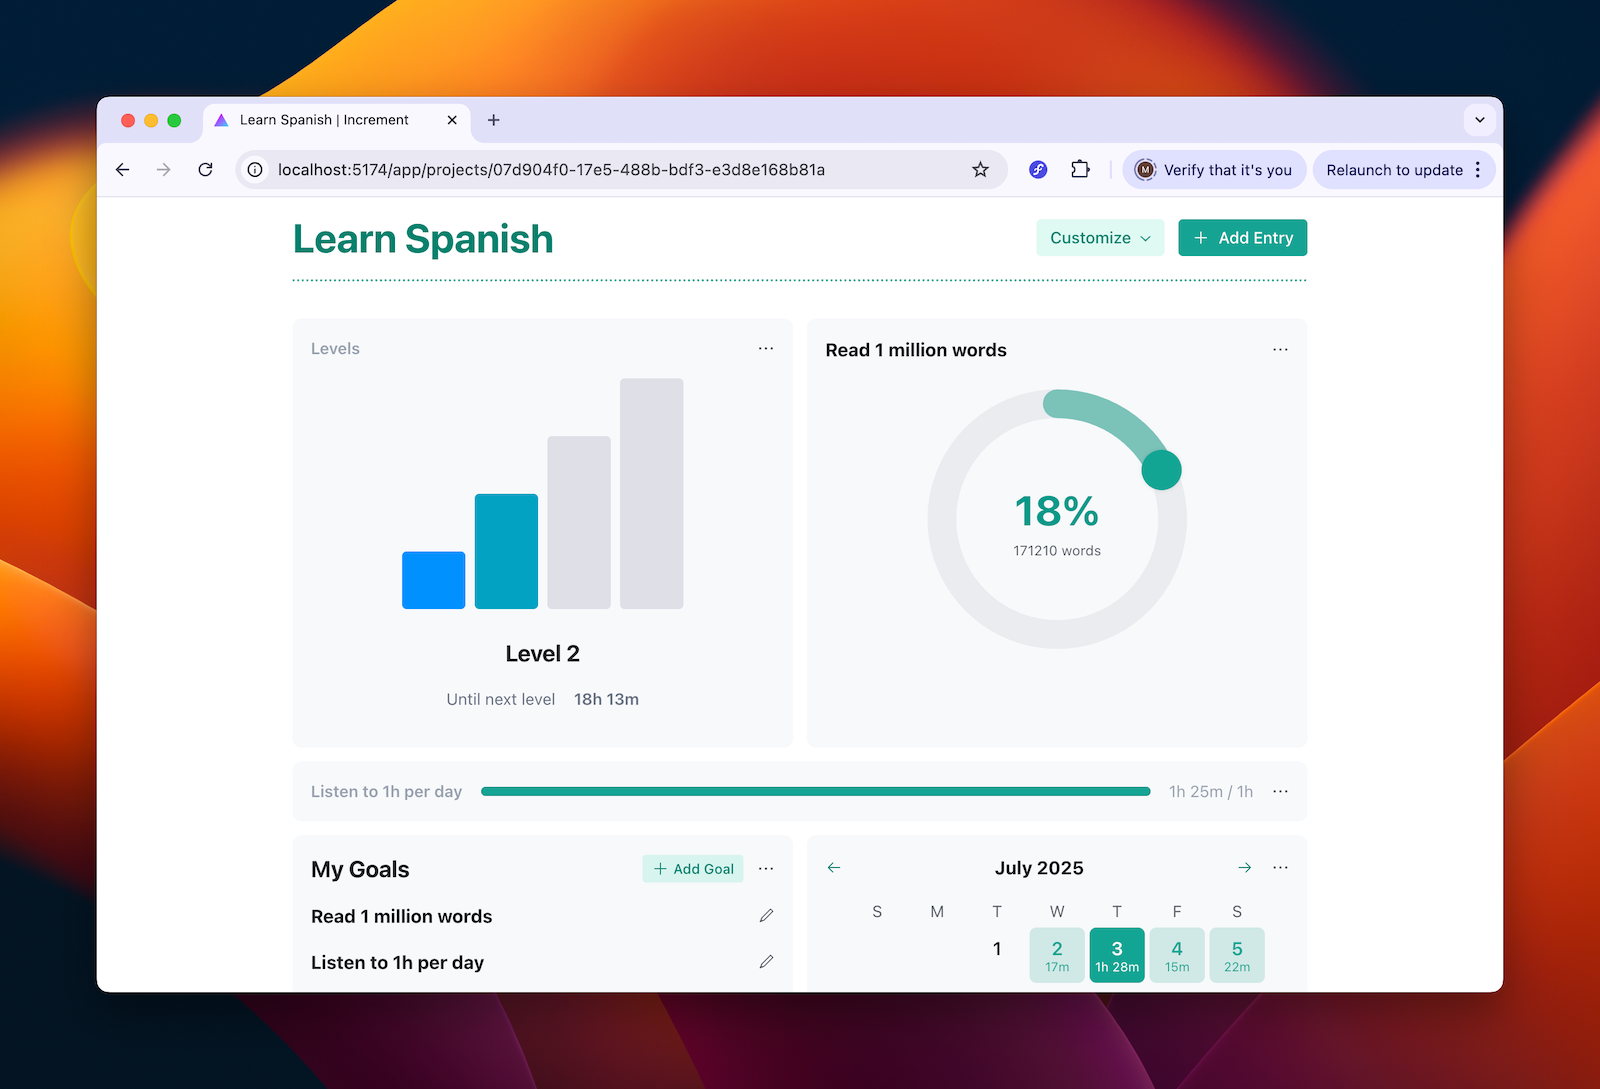 Learn Spanish | Increment
localhost:5174/app/projects/07d904f0-17e5-488b-bdf3-e3d8e168b81a
M
Verify that it's you
Relaunch to update
Learn Spanish
Customize
+ Add Entry
Levels
Level 2
Until next level 18h 13m
Read 1 million words
18%
171210 words
Listen to 1h per day
1h 25m / 1h
My Goals
+ Add Goal
Read 1 million words
Listen to 1h per day
July 2025
S M T W T F S
1 2 3 4 5
17m 1h 28m 15m 22m